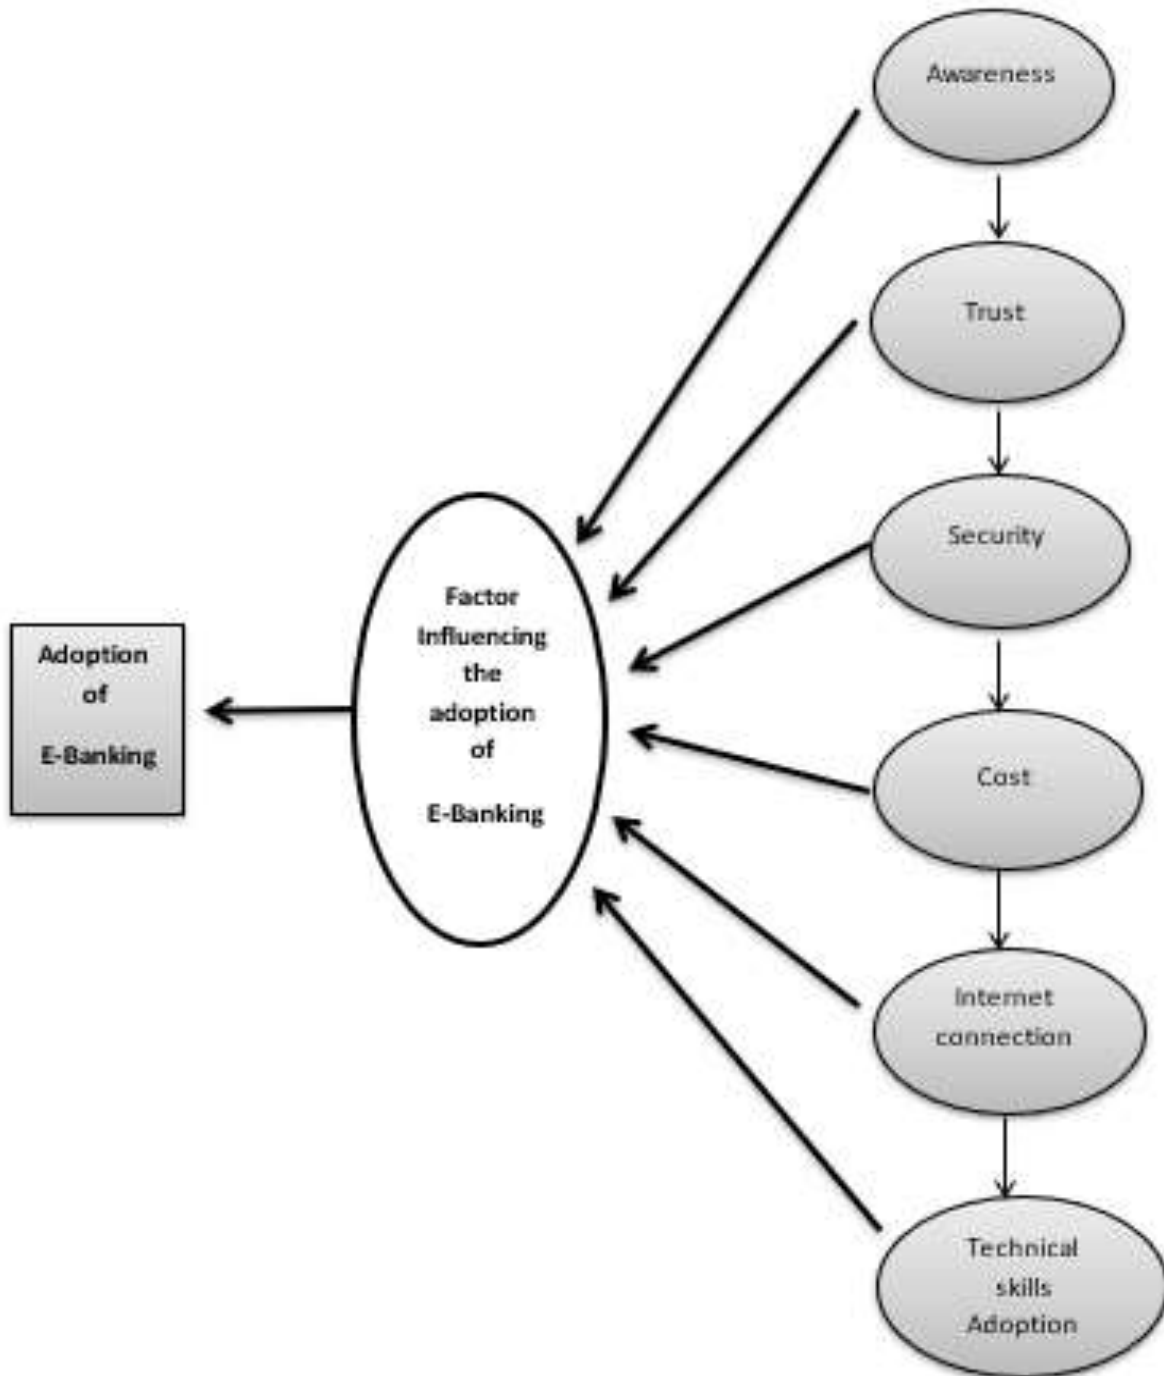 Awareness
Trust
Security
Factor
Influencing
the
adoption
of
E-Banking
Adoption
of
E-Banking
Cost
Internet
connection
Technical
skills
Adoption